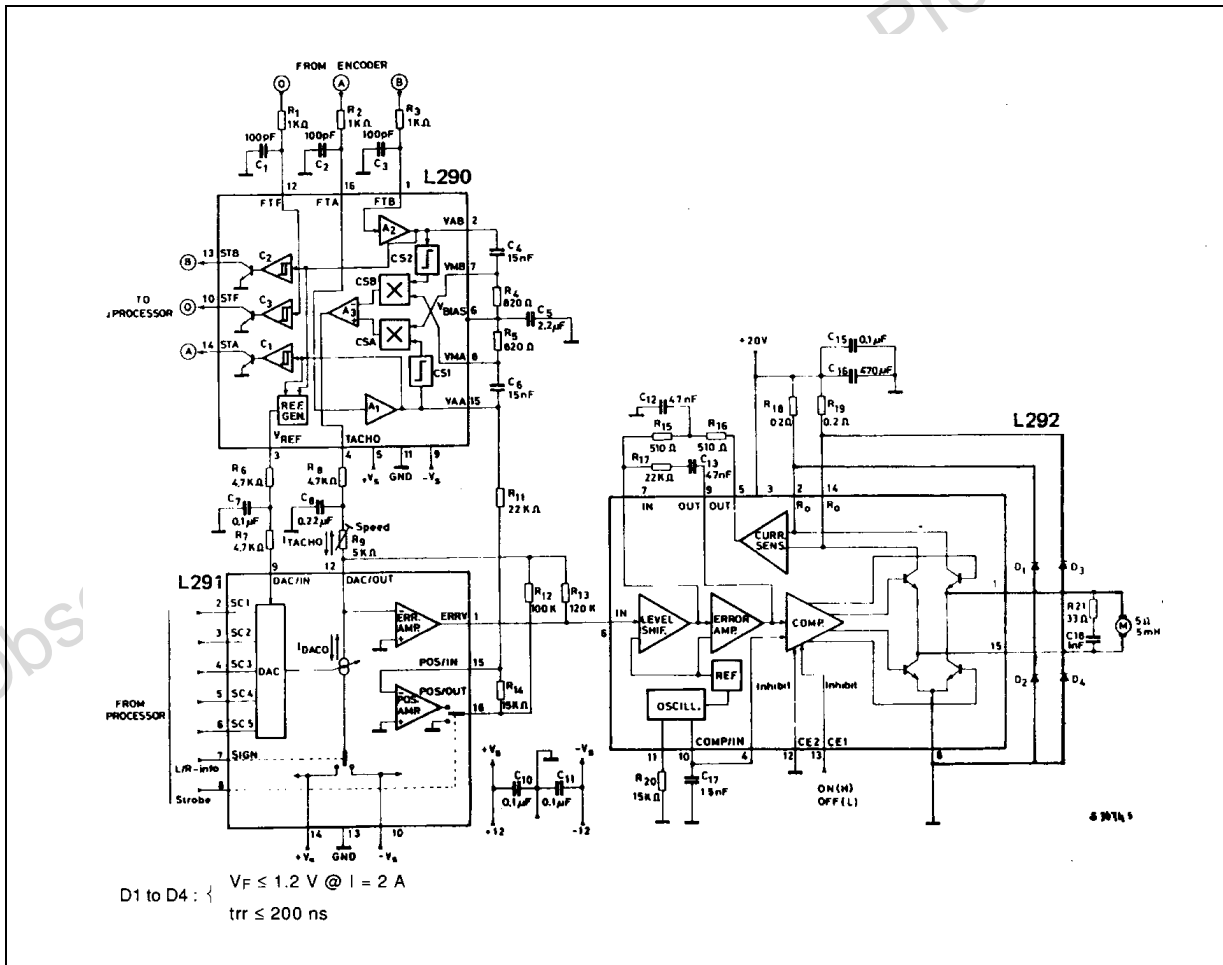 Pro
Obs
FROM ENCODER
O
A
B
R1
1KΩ
R2
1KΩ
R3
1KΩ
100pF
C1
100pF
C2
100pF
C3
12
16
1
L290
FTF
FTA
FTB
A2
VAB 2
C4
15nF
CS2
13 STB
B
C2
CSB
VMB 7
R4
820Ω
TO
PROCESSOR
10 STF
O
C3
A3
VBIAS 6
C5
2,2µF
CSA
R5
820Ω
14 STA
A
C1
VMA 8
CS1
C6
15nF
REF.
GEN.
A1
VAA 15
VREF
TACHO
3
4
5
11
9
+Vs
GND
-Vs
R6
4,7KΩ
R8
4,7KΩ
C7
0,1µF
C8
0,22µF
R7
4,7KΩ
ITACHO
Speed
R9
5KΩ
R11
22KΩ
L291
9
12
DAC/IN
DAC/OUT
R12
100K
R13
120K
2 SC1
3 SC2
4 SC3
5 SC4
6 SC5
DAC
IDACO
ERR.
AMP.
ERRV 1
POS/IN 15
R14
15KΩ
POS/OUT
16
POS.
AMP.
FROM
PROCESSOR
7 SIGN
L/R-info
8
Strobe
14
13
10
+Vs
GND
-Vs
+Vs
-Vs
C10
0,1µF
C11
0,1µF
+12
-12
+20V
C15 0,1µF
C16 470µF
R18
0.2Ω
R19
0.2Ω
L292
C12 47nF
R15
510Ω
R16
510Ω
R17
22KΩ
C13
47nF
7
9
5
3
2
14
IN
OUT
OUT
Ro
Ro
CURR.
SENS.
IN
6
LEVEL
SHIF.
ERROR
AMP.
COMP.
REF
OSCILL.
Inhibit
Inhibit
COMP/IN
CE2
CE1
11
10
4
12
13
8
1
15
R20
15KΩ
C17
1.5nF
ON(H)
OFF(L)
D1
D3
D2
D4
R21
33Ω
C18
1nF
M
5Ω
5mH
D1 to D4 : { VF ≤ 1.2 V @ I = 2 A
trr ≤ 200 ns